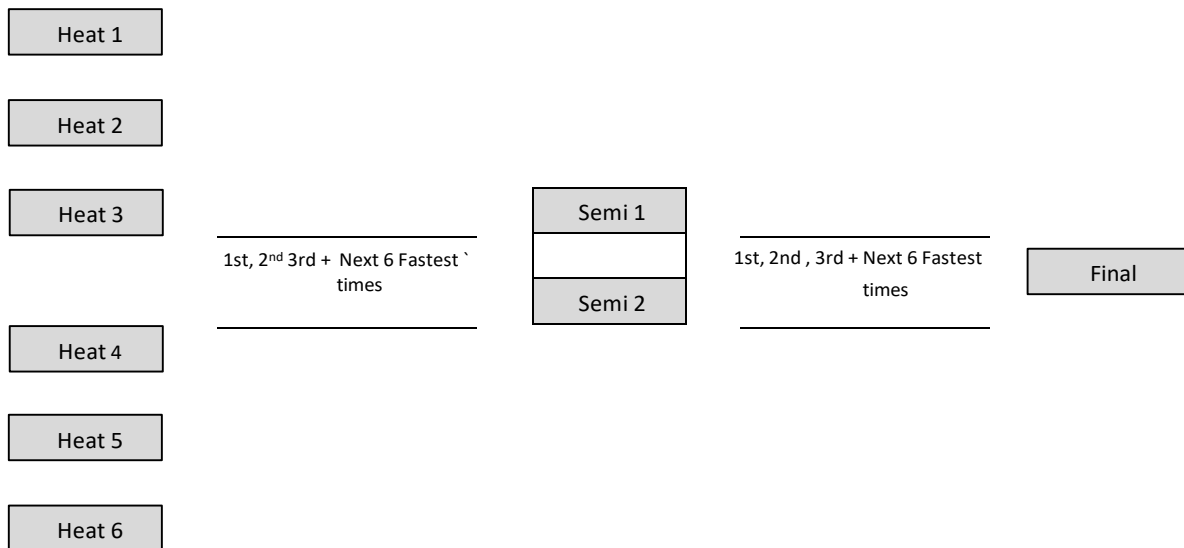 Heat 1
Heat 2
Heat 3
1st, 2nd 3rd + Next 6 Fastest `
times
Heat 4
Heat 5
Heat 6
Semi 1
Semi 2
1st, 2nd , 3rd + Next 6 Fastest
times
Final